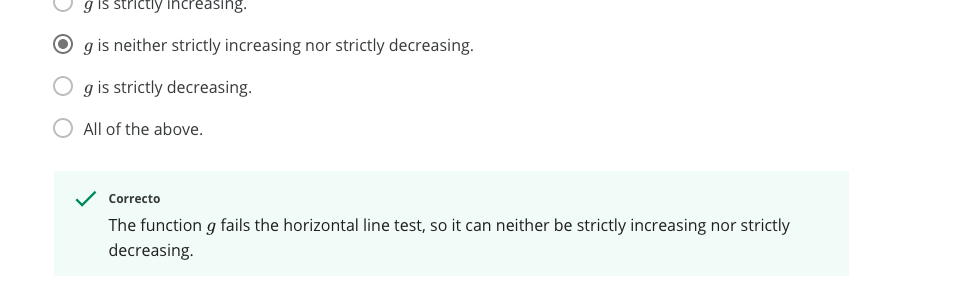 g is strictly increasing.
g is neither strictly increasing nor strictly decreasing.
g is strictly decreasing.
All of the above.
Correcto
The function g fails the horizontal line test, so it can neither be strictly increasing nor strictly
decreasing.